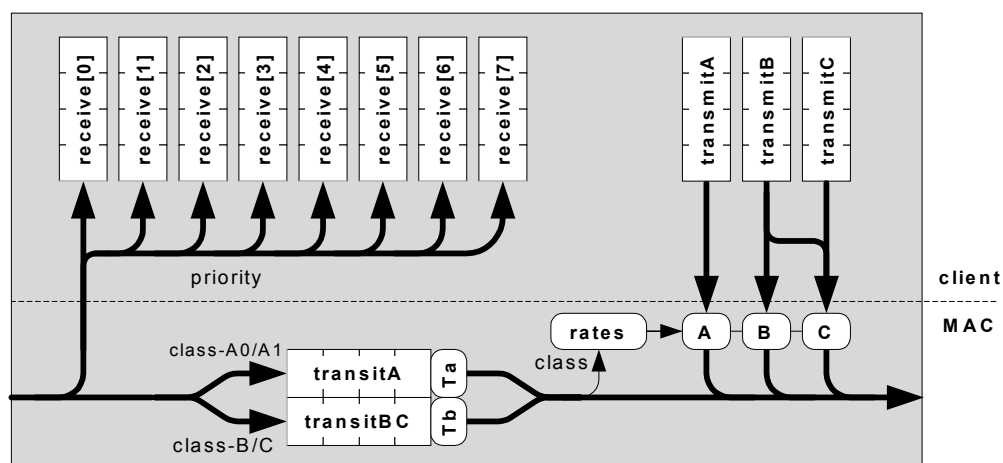 receive[0]
receive[1]
receive[2]
receive[3]
receive[4]
receive[5]
receive[6]
receive[7]
transmitA
transmitB
transmitC
priority
client
MAC
rates
A
B
C
class
class-A0/A1
transitA
Ta
transitBC
Tb
class-B/C